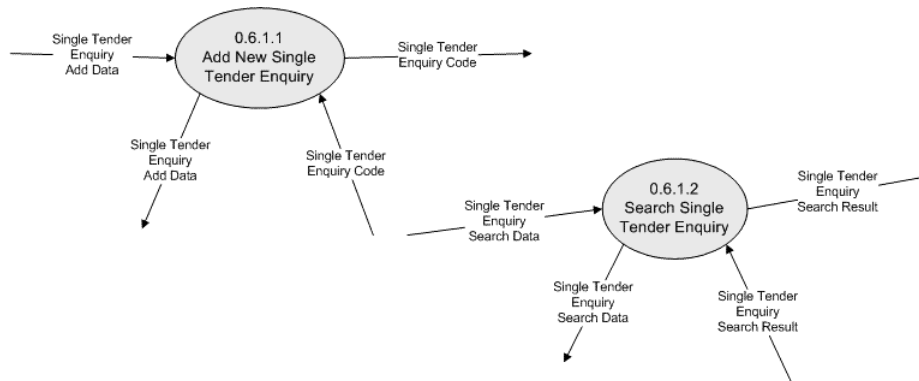 Single Tender
Enquiry
Add Data
0.6.1.1
Add New Single
Tender Enquiry
Single Tender
Enquiry Code
Single Tender
Enquiry
Add Data
Single Tender
Enquiry Code
Single Tender
Enquiry
Search Data
0.6.1.2
Search Single
Tender Enquiry
Single Tender
Enquiry
Search Result
Single Tender
Enquiry
Search Data
Single Tender
Enquiry
Search Result